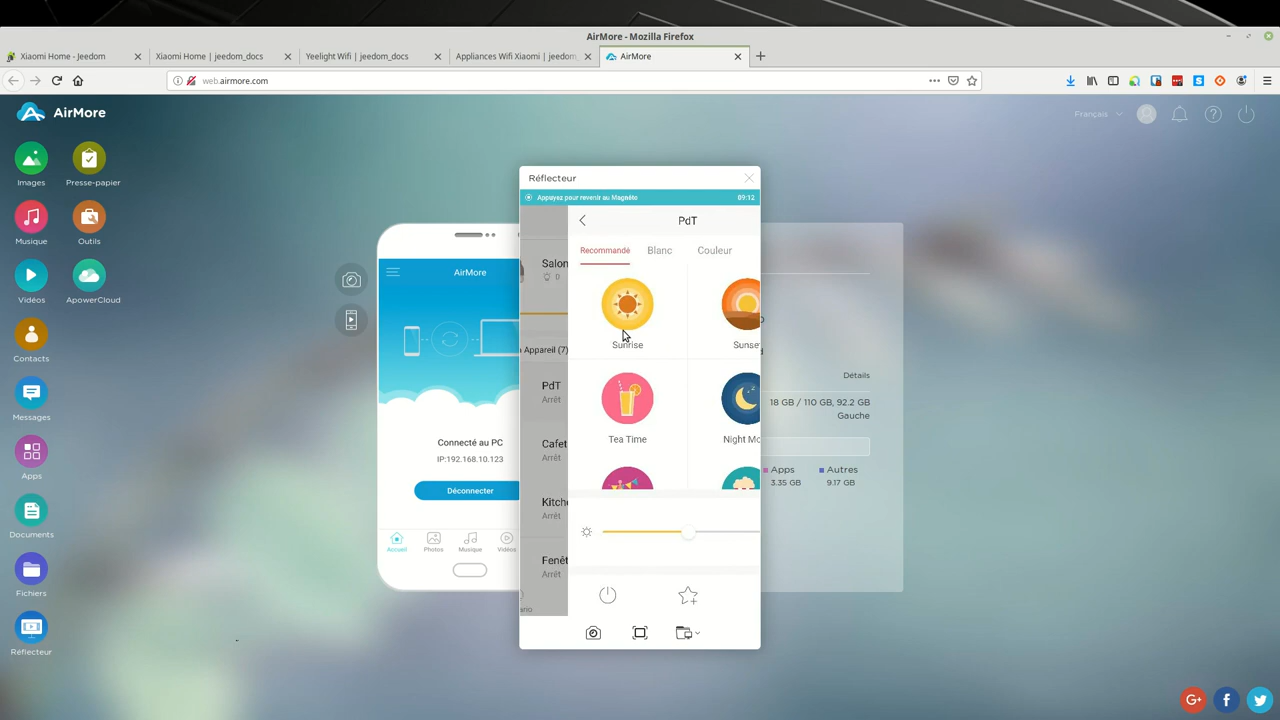 AirMore - Mozilla Firefox
Xiaomi Home - Jeedom
Xiaomi Home | jeedom_docs
Yeelight Wifi | jeedom_docs
Appliances Wifi Xiaomi | jeedom
AirMore
web.airmore.com
AirMore
Français
Images
Presse-papier
Musique
Outils
Vidéos
ApowerCloud
Contacts
Messages
Apps
Documents
Fichiers
Réflecteur
AirMore
Connecté au PC
IP:192.168.10.123
Déconnecter
Accueil
Photos
Musique
Vidéos
Réflecteur
Appuyez pour revenir au Magnéto
09:12
PdT
Recommandé
Blanc
Couleur
Salon
0
Appareil (7)
PdT
Arrêt
Cafet
Arrêt
Kitche
Arrêt
Fenêt
Arrêt
ano
Sunrise
Sunse
Tea Time
Night Mo
Détails
18 GB / 110 GB, 92.2 GB
Gauche
Apps
3.35 GB
Autres
9.17 GB